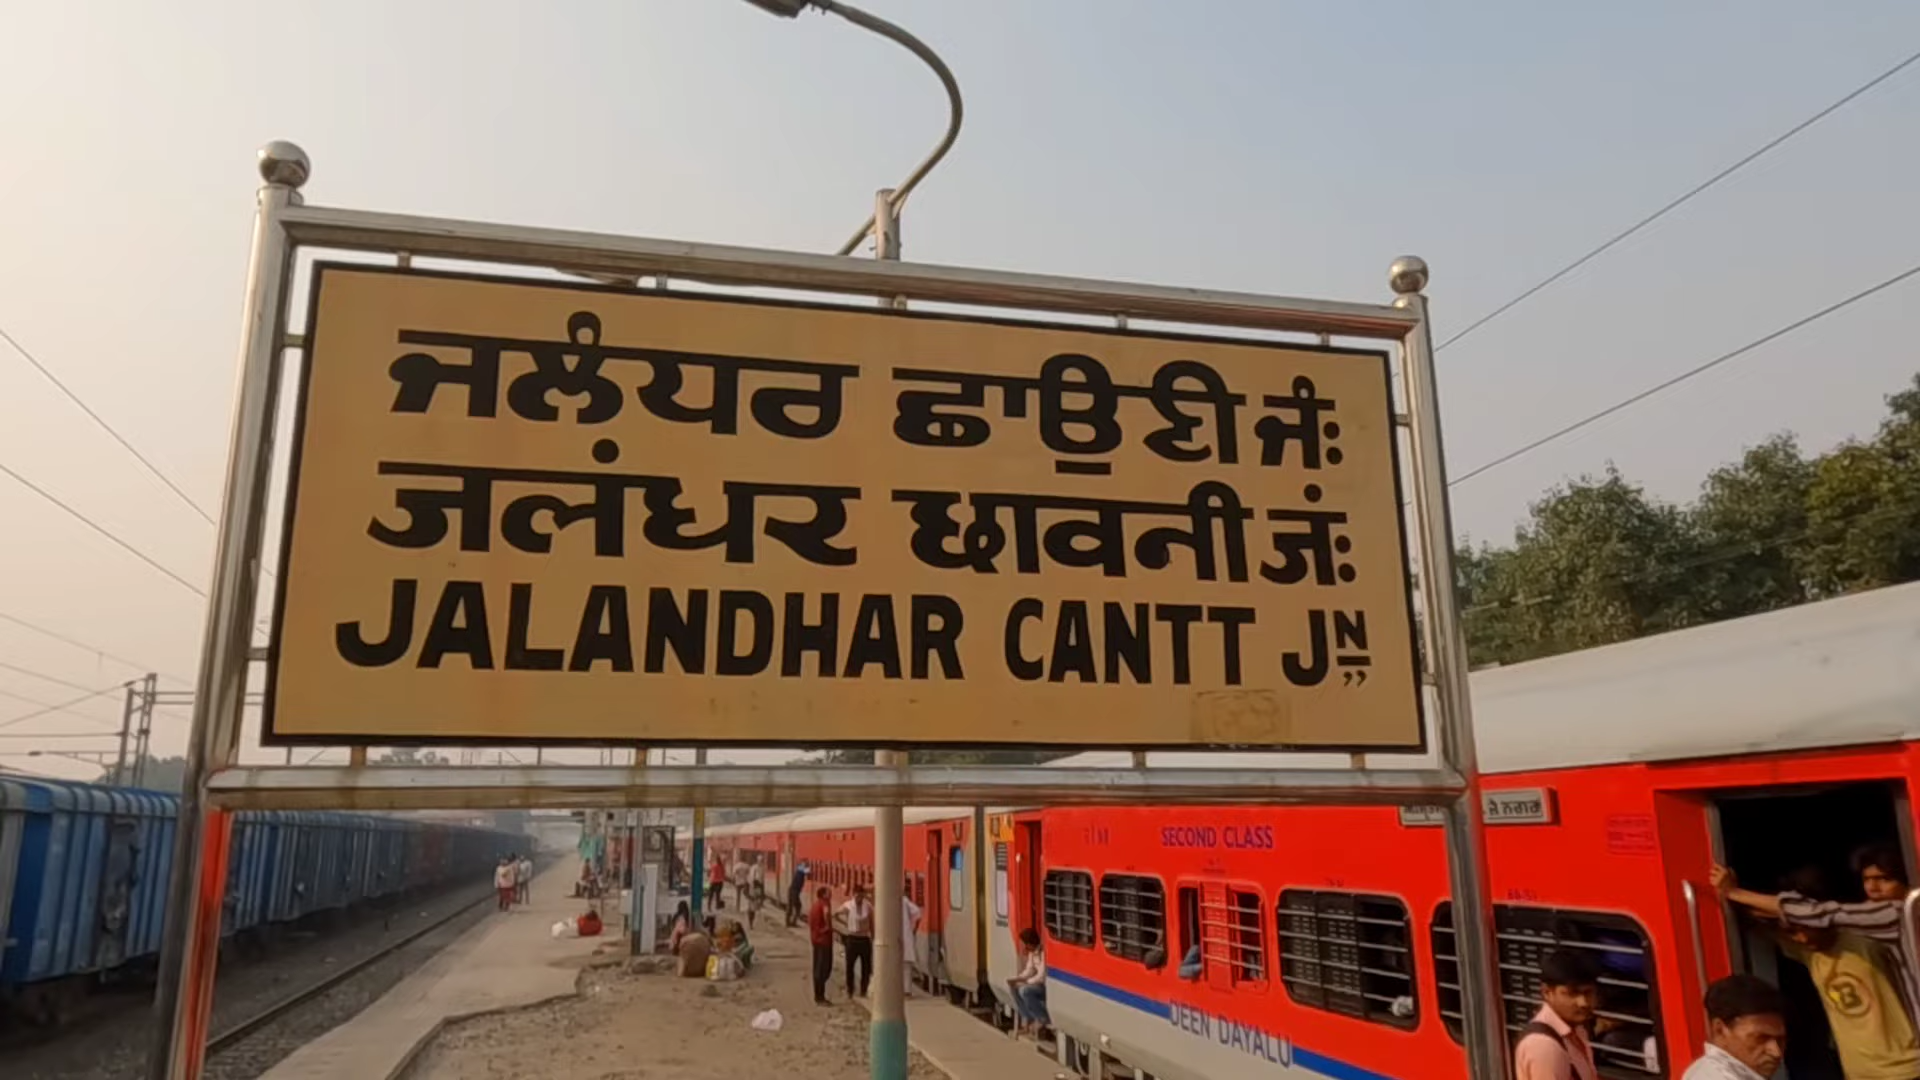 ਜਲੰਧਰ ਛਾਉਣੀ ਜੰ:
जलंधर छावनी जं:
JALANDHAR CANTT JN
SECOND CLASS
DEEN DAYALU